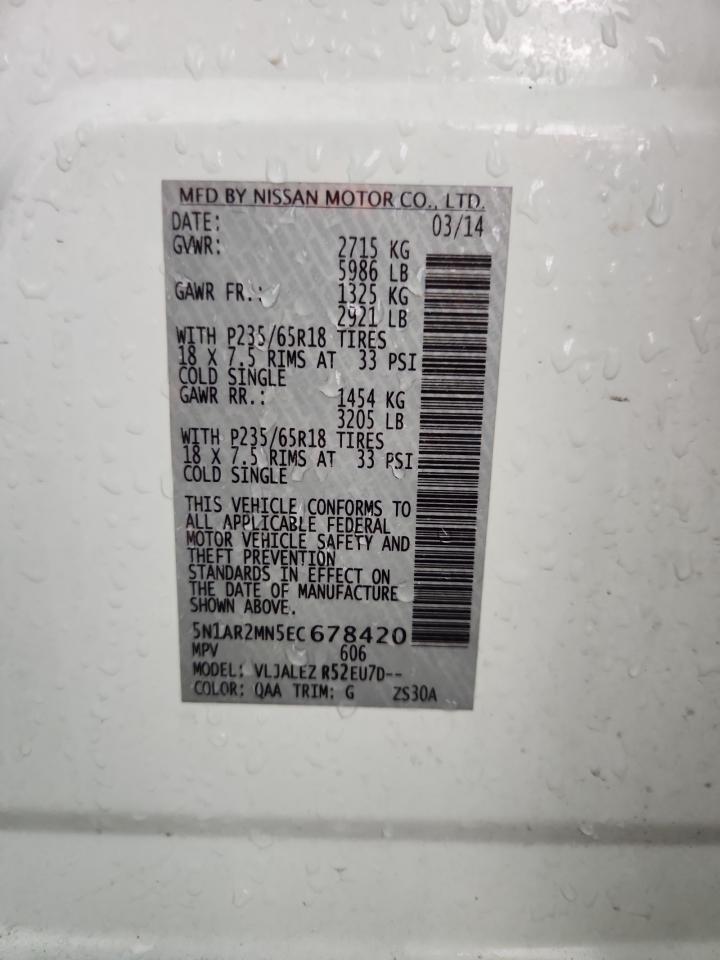 MFD BY NISSAN MOTOR CO., LTD.
DATE: 03/14
GVWR: 2715 KG
5986 LB
GAWR FR.: 1325 KG
2921 LB
WITH P235/65R18 TIRES
18 X 7.5 RIMS AT 33 PSI
COLD SINGLE
GAWR RR.: 1454 KG
3205 LB
WITH P235/65R18 TIRES
18 X 7.5 RIMS AT 33 PSI
COLD SINGLE
THIS VEHICLE CONFORMS TO
ALL APPLICABLE FEDERAL
MOTOR VEHICLE SAFETY AND
THEFT PREVENTION
STANDARDS IN EFFECT ON
THE DATE OF MANUFACTURE
SHOWN ABOVE.
5N1AR2MN5EC678420
MPV 606
MODEL: VLJALEZ R52EU7D--
COLOR: QAA TRIM: G ZS30A